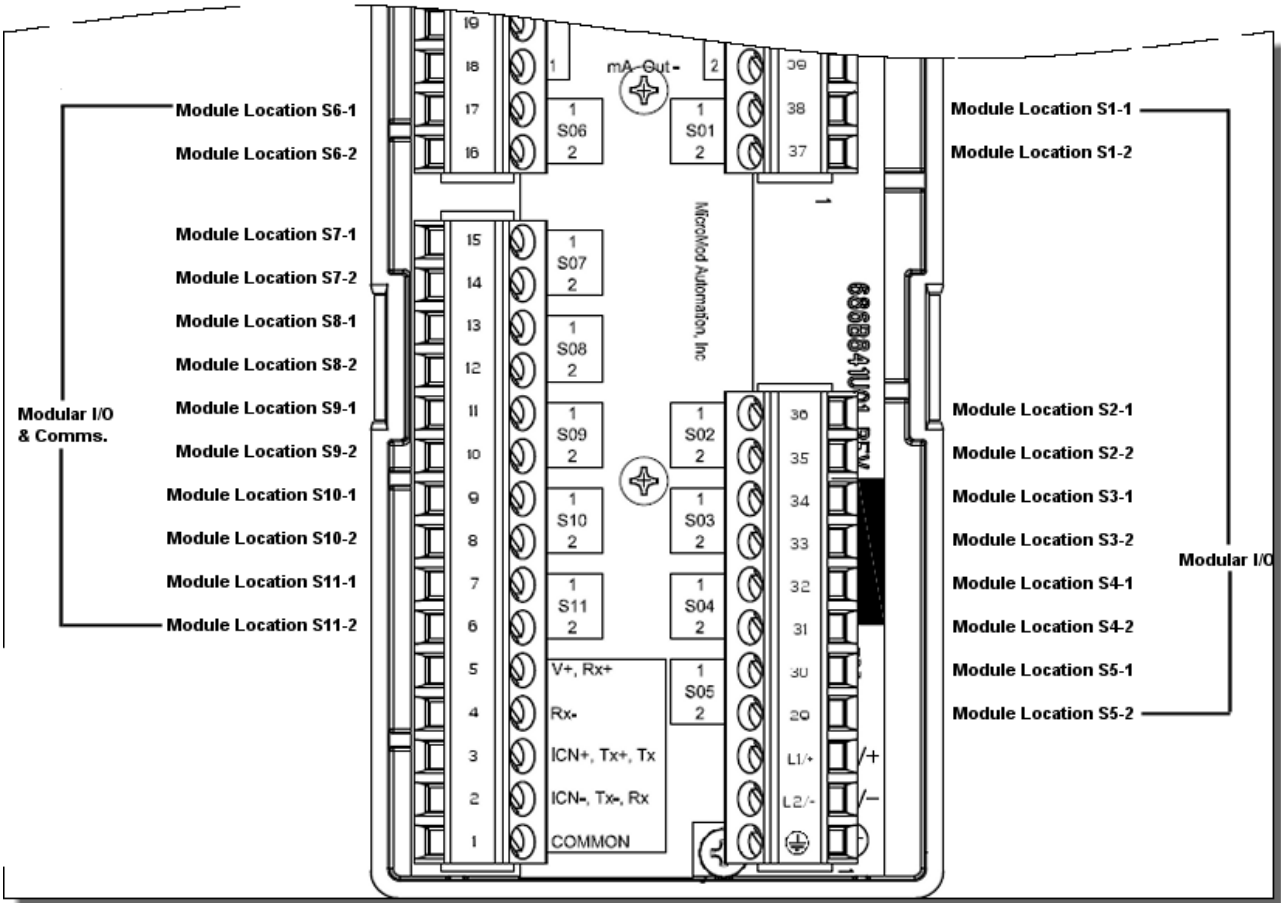 19
18
1
mA-Out-
2
39
Module Location S6-1
17
1
S06
2
16
Module Location S6-2
1
S01
2
38
37
Module Location S1-1
Module Location S1-2
1
MicroMod Automation, Inc
Module Location S7-1
15
1
S07
2
Module Location S7-2
14
Module Location S8-1
13
1
S08
2
Module Location S8-2
12
Modular I/O
& Comms.
Module Location S9-1
11
1
S09
2
Module Location S9-2
10
Module Location S10-1
9
1
S10
2
Module Location S10-2
8
Module Location S11-1
7
1
S11
2
Module Location S11-2
6
5
V+, Rx+
4
Rx-
3
ICN+, Tx+, Tx
2
ICN-, Tx-, Rx
1
COMMON
1
S02
2
36
Module Location S2-1
35
Module Location S2-2
1
S03
2
34
Module Location S3-1
33
Module Location S3-2
Modular I/O
1
S04
2
32
Module Location S4-1
31
Module Location S4-2
1
S05
2
30
Module Location S5-1
29
Module Location S5-2
L1/+
/+
L2/-
/-
1